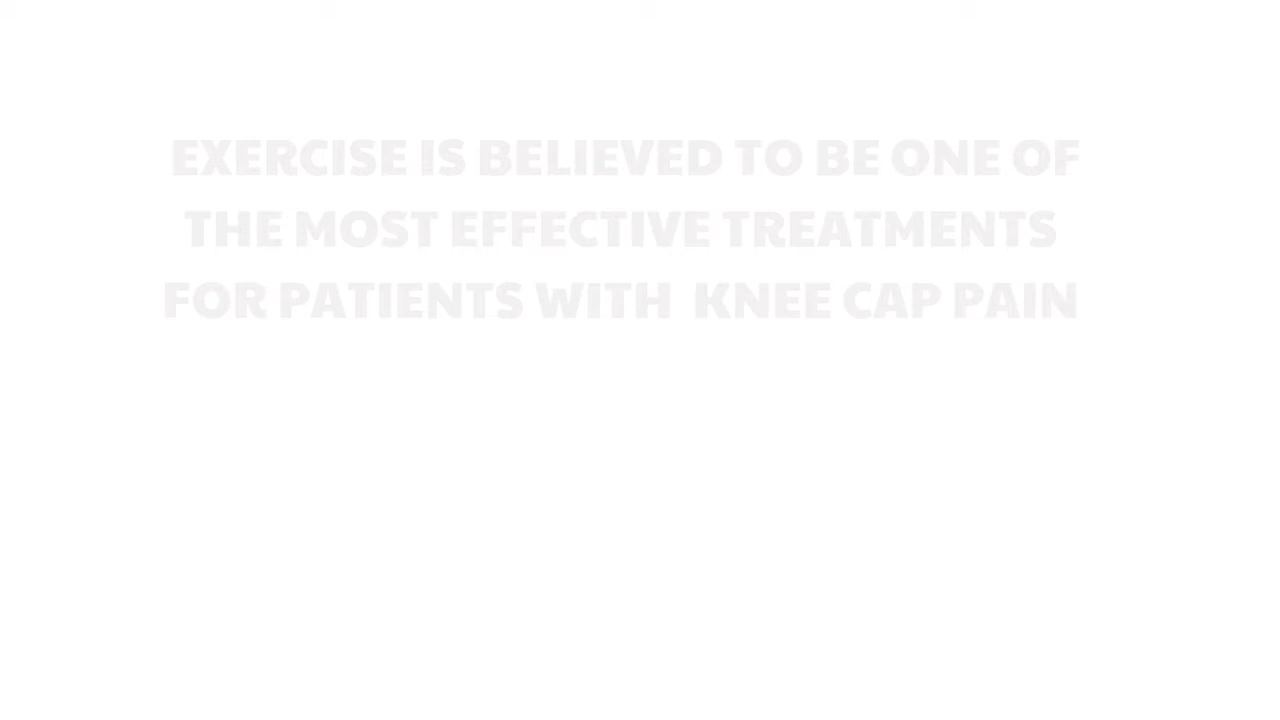 EXERCISE IS BELIEVED TO BE ONE OF
THE MOST EFFECTIVE TREATMENTS
FOR PATIENTS WITH  KNEE CAP PAIN